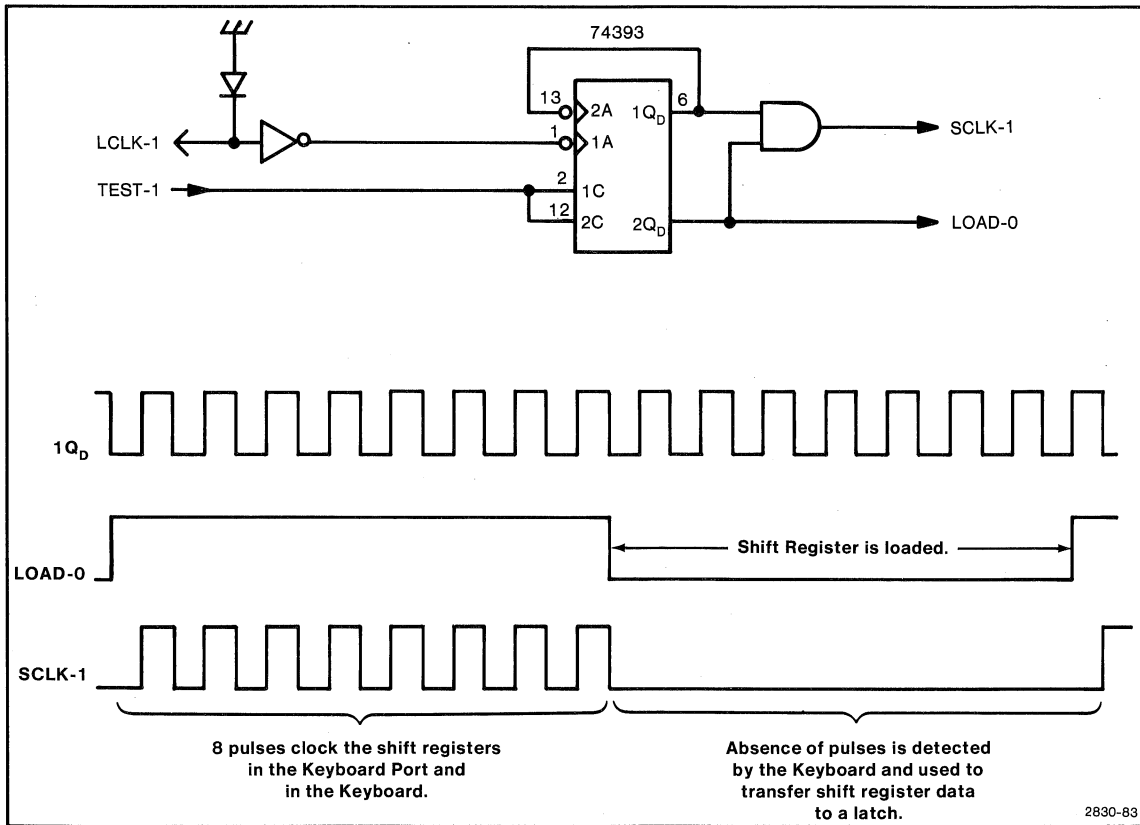 74393
13
2A
1QD
6
SCLK-1
LCLK-1
1
1A
TEST-1
2
1C
12
2C
2QD
LOAD-0
1QD
Shift Register is loaded.
LOAD-0
SCLK-1
8 pulses clock the shift registers
in the Keyboard Port and
in the Keyboard.
Absence of pulses is detected
by the Keyboard and used to
transfer shift register data
to a latch.
2830-83